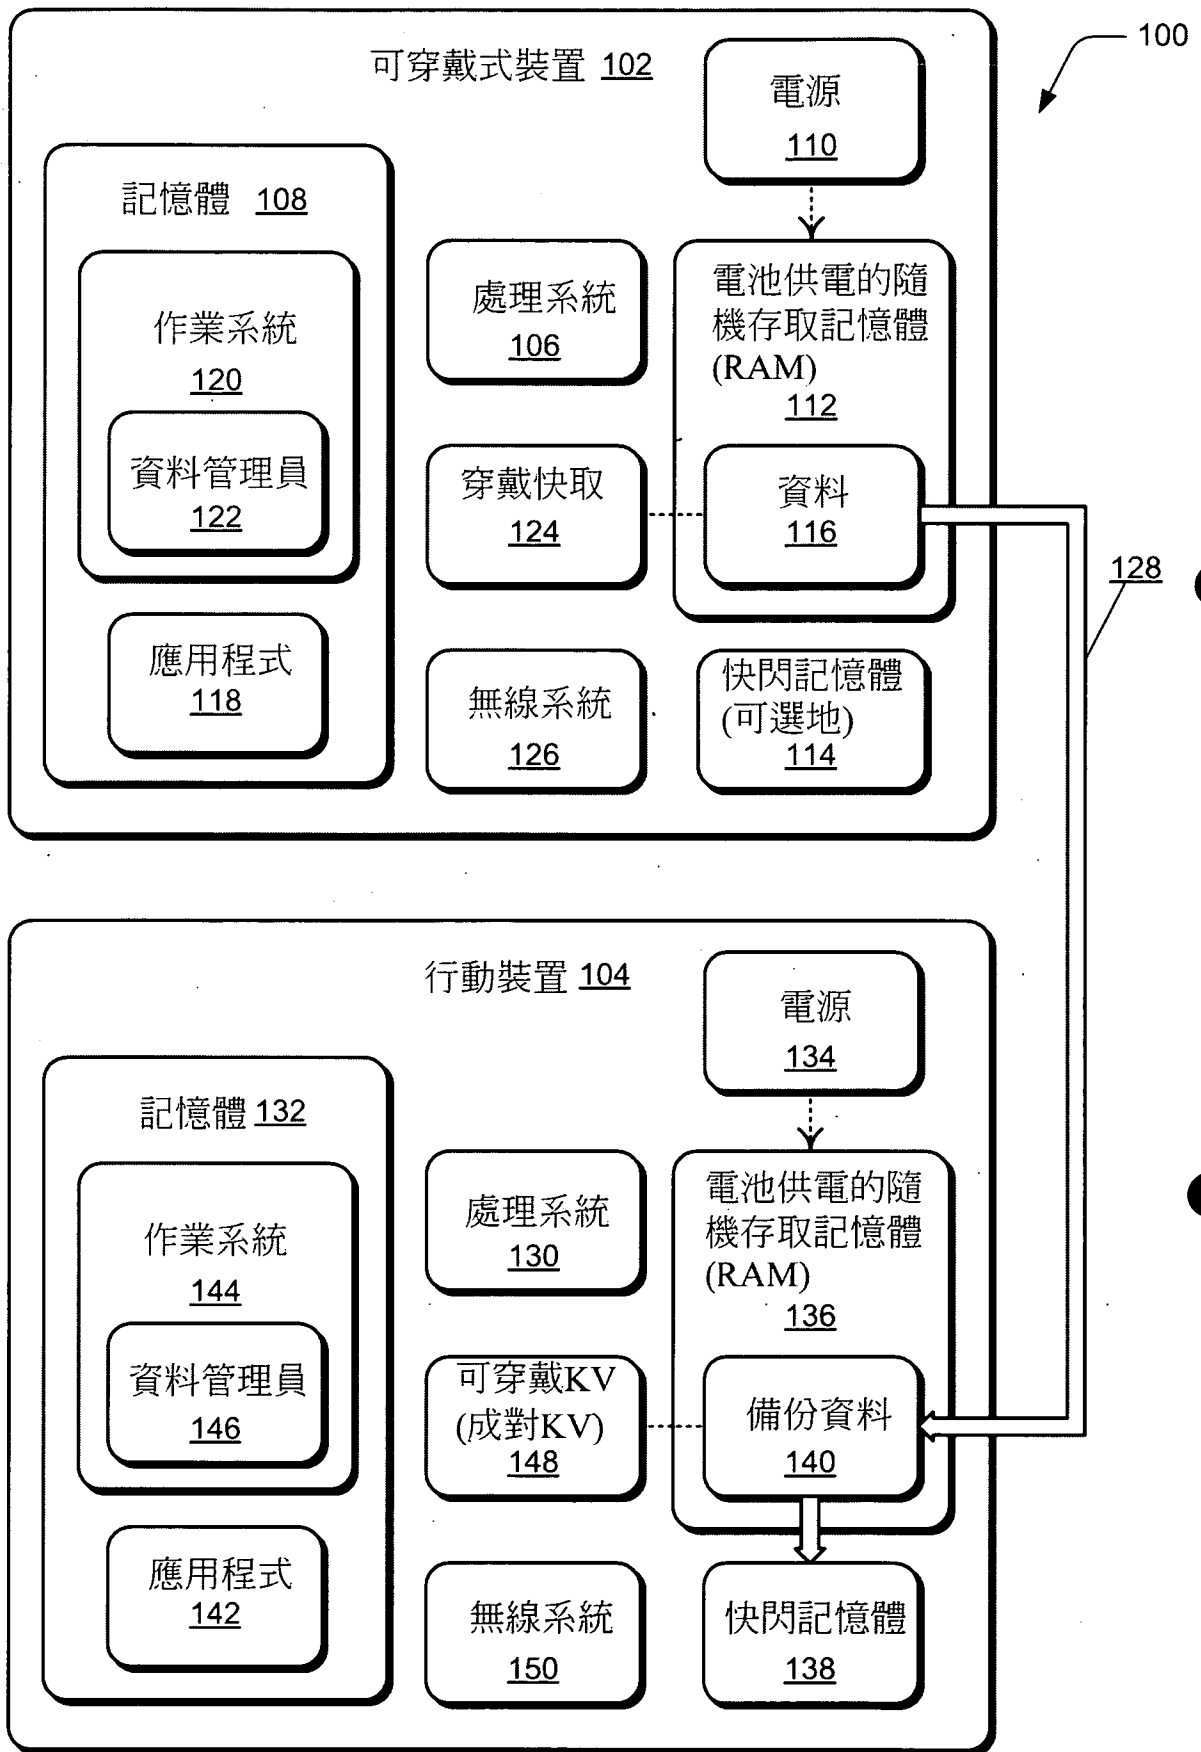 100
可穿戴式裝置 102
電源
110
記憶體 108
作業系統
120
資料管理員
122
應用程式
118
處理系統
106
穿戴快取
124
無線系統
126
電池供電的隨
機存取記憶體
(RAM)
112
資料
116
快閃記憶體
(可選地)
114
128
行動裝置 104
電源
134
記憶體 132
作業系統
144
資料管理員
146
應用程式
142
處理系統
130
可穿戴KV
(成對KV)
148
無線系統
150
電池供電的隨
機存取記憶體
(RAM)
136
備份資料
140
快閃記憶體
138